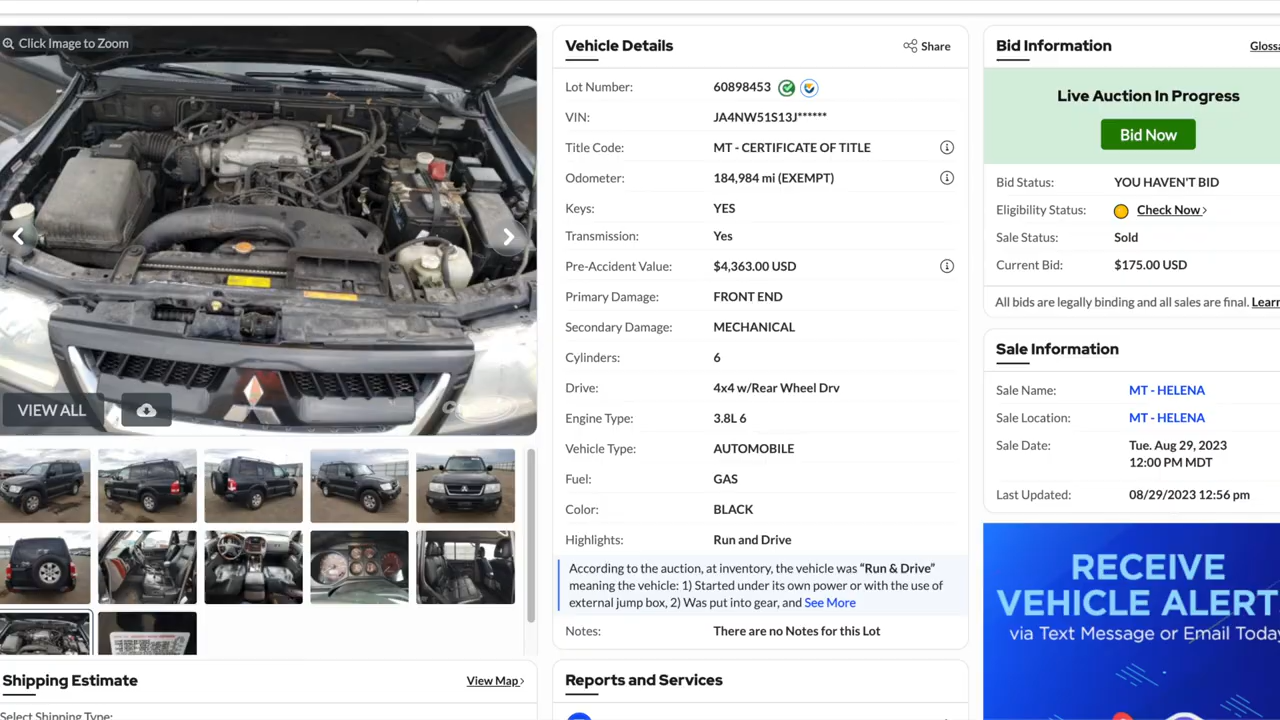 Click Image to Zoom
VIEW ALL
Shipping Estimate
View Map
Select Shipping Type:
Vehicle Details
Share
Lot Number: 60898453
VIN: JA4NW51S13J******
Title Code: MT - CERTIFICATE OF TITLE
Odometer: 184,984 mi (EXEMPT)
Keys: YES
Transmission: Yes
Pre-Accident Value: $4,363.00 USD
Primary Damage: FRONT END
Secondary Damage: MECHANICAL
Cylinders: 6
Drive: 4x4 w/Rear Wheel Drv
Engine Type: 3.8L 6
Vehicle Type: AUTOMOBILE
Fuel: GAS
Color: BLACK
Highlights: Run and Drive
According to the auction, at inventory, the vehicle was “Run & Drive”
meaning the vehicle: 1) Started under its own power or with the use of
external jump box, 2) Was put into gear, and See More
Notes: There are no Notes for this Lot
Reports and Services
Bid Information
Glossa
Live Auction In Progress
Bid Now
Bid Status: YOU HAVEN'T BID
Eligibility Status: Check Now
Sale Status: Sold
Current Bid: $175.00 USD
All bids are legally binding and all sales are final. Learn
Sale Information
Sale Name: MT - HELENA
Sale Location: MT - HELENA
Sale Date: Tue. Aug 29, 2023
12:00 PM MDT
Last Updated: 08/29/2023 12:56 pm
RECEIVE
VEHICLE ALERT
via Text Message or Email Today